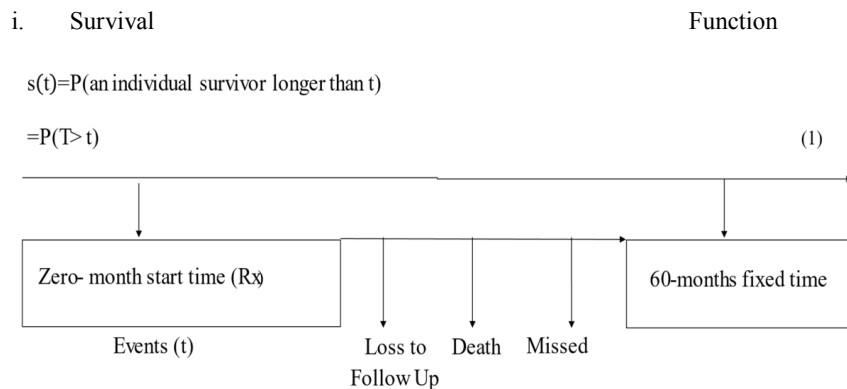 i. Survival Function
s(t)=P(an individual survivor longer than t)
=P(T> t) (1)
Zero- month start time (Rx)
60-months fixed time
Events (t)
Loss to
Follow Up
Death
Missed